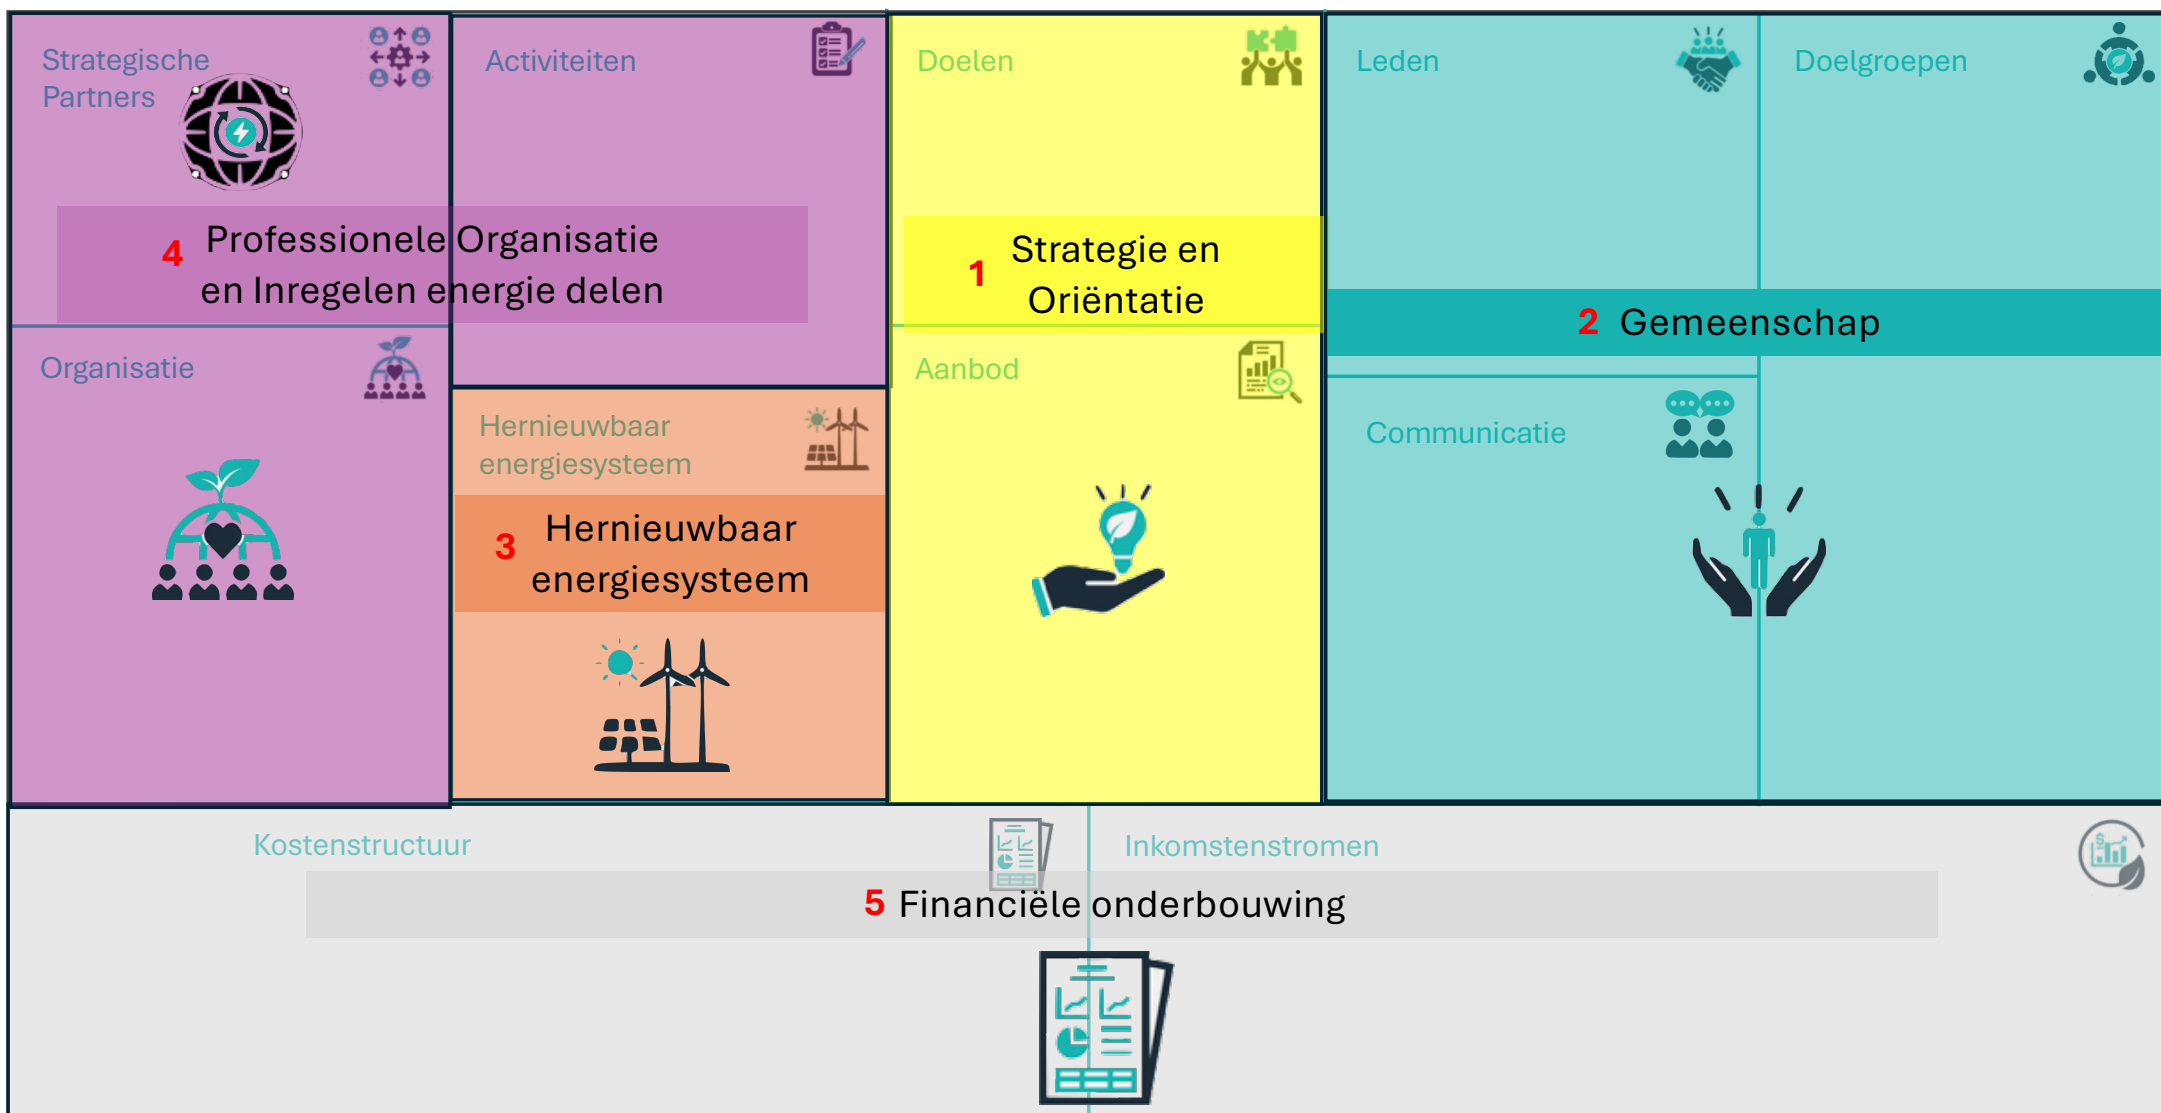 Strategische
Partners
Activiteiten
Doelen
Leden
Doelgroepen
4 Professionele Organisatie
en Inregelen energie delen
1 Strategie en
Oriëntatie
2 Gemeenschap
Organisatie
Hernieuwbaar
energiesysteem
Aanbod
Communicatie
3 Hernieuwbaar
energiesysteem
Kostenstructuur
Inkomstenstromen
5 Financiële onderbouwing